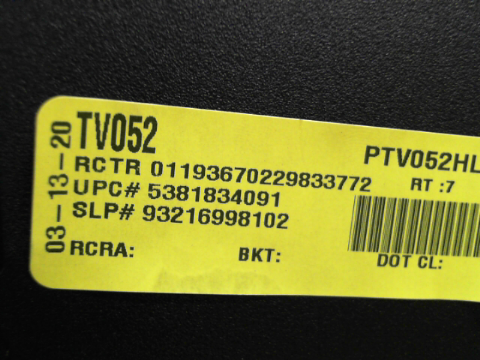 03-13-20
TV052
PTV052HL
RCTR 01193670229833772
RT :7
UPC# 5381834091
SLP# 93216998102
RCRA:
BKT:
DOT CL: